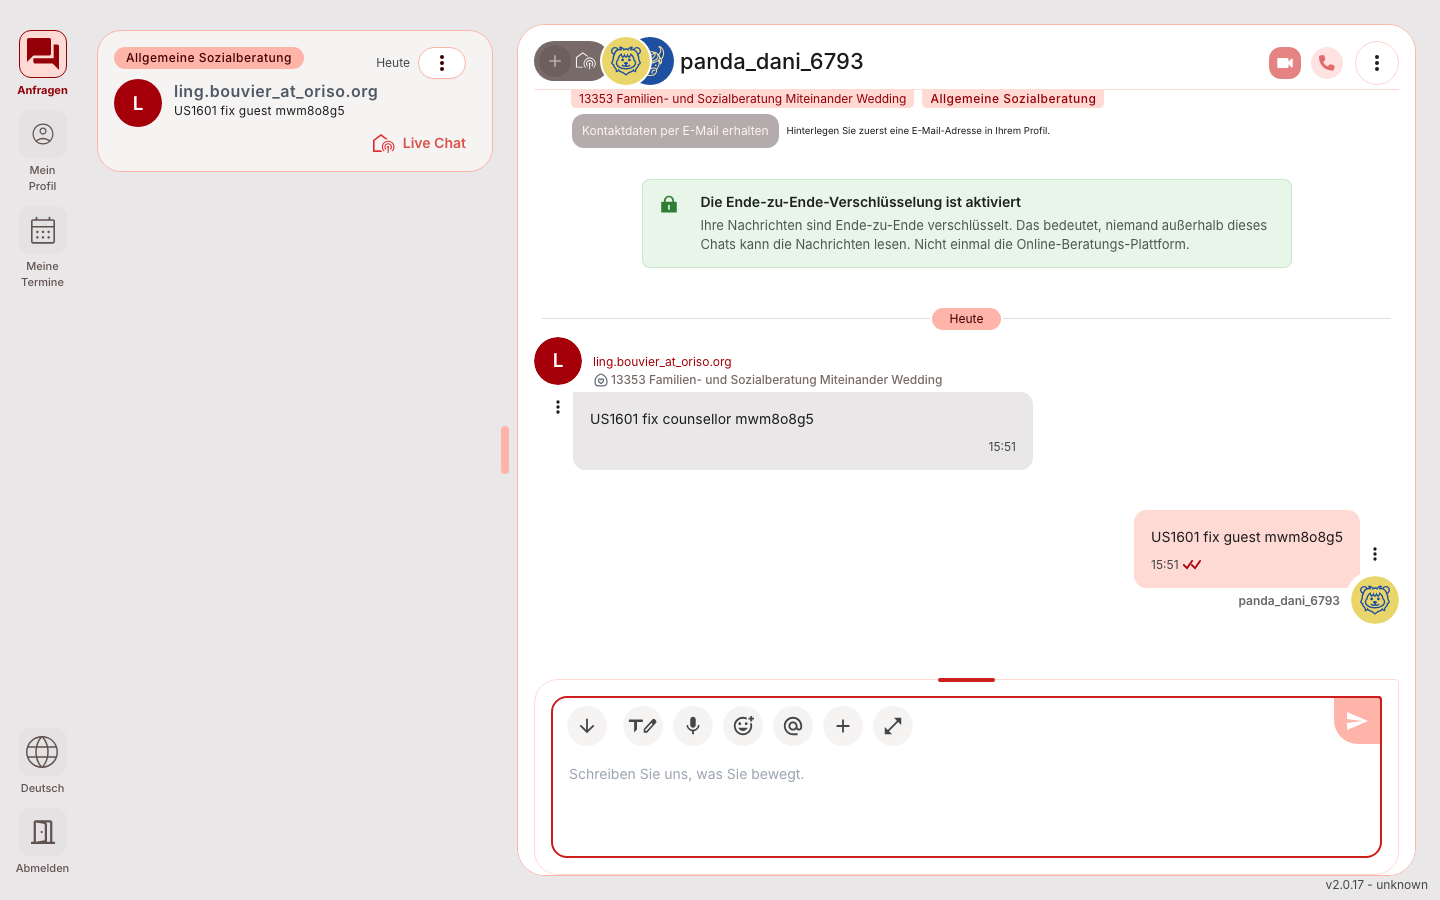 Anfragen
Mein
Profil
Meine
Termine
Deutsch
Abmelden
Allgemeine Sozialberatung
Heute
L
ling.bouvier_at_oriso.org
US1601 fix guest mwm8o8g5
Live Chat
panda_dani_6793
13353 Familien- und Sozialberatung Miteinander Wedding
Allgemeine Sozialberatung
Kontaktdaten per E-Mail erhalten
Hinterlegen Sie zuerst eine E-Mail-Adresse in Ihrem Profil.
Die Ende-zu-Ende-Verschlüsselung ist aktiviert
Ihre Nachrichten sind Ende-zu-Ende verschlüsselt. Das bedeutet, niemand außerhalb dieses
Chats kann die Nachrichten lesen. Nicht einmal die Online-Beratungs-Plattform.
Heute
L
ling.bouvier_at_oriso.org
13353 Familien- und Sozialberatung Miteinander Wedding
US1601 fix counsellor mwm8o8g5
15:51
US1601 fix guest mwm8o8g5
15:51
panda_dani_6793
Schreiben Sie uns, was Sie bewegt.
v2.0.17 - unknown